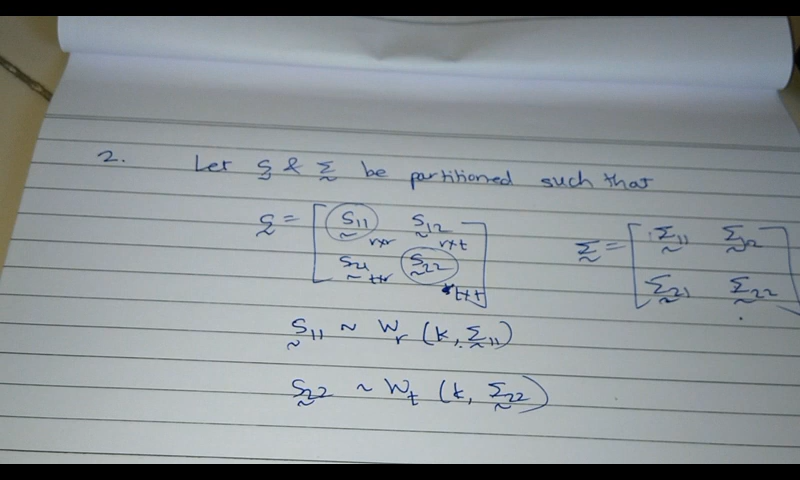 2. Let S & Σ be partitioned such that
S = [ S11 r×r S12 r×t
S21 t×r S22 t×t ]
Σ = [ Σ11 Σ12
Σ21 Σ22 ]
S11 ~ Wr (k, Σ11)
S22 ~ Wt (k, Σ22)